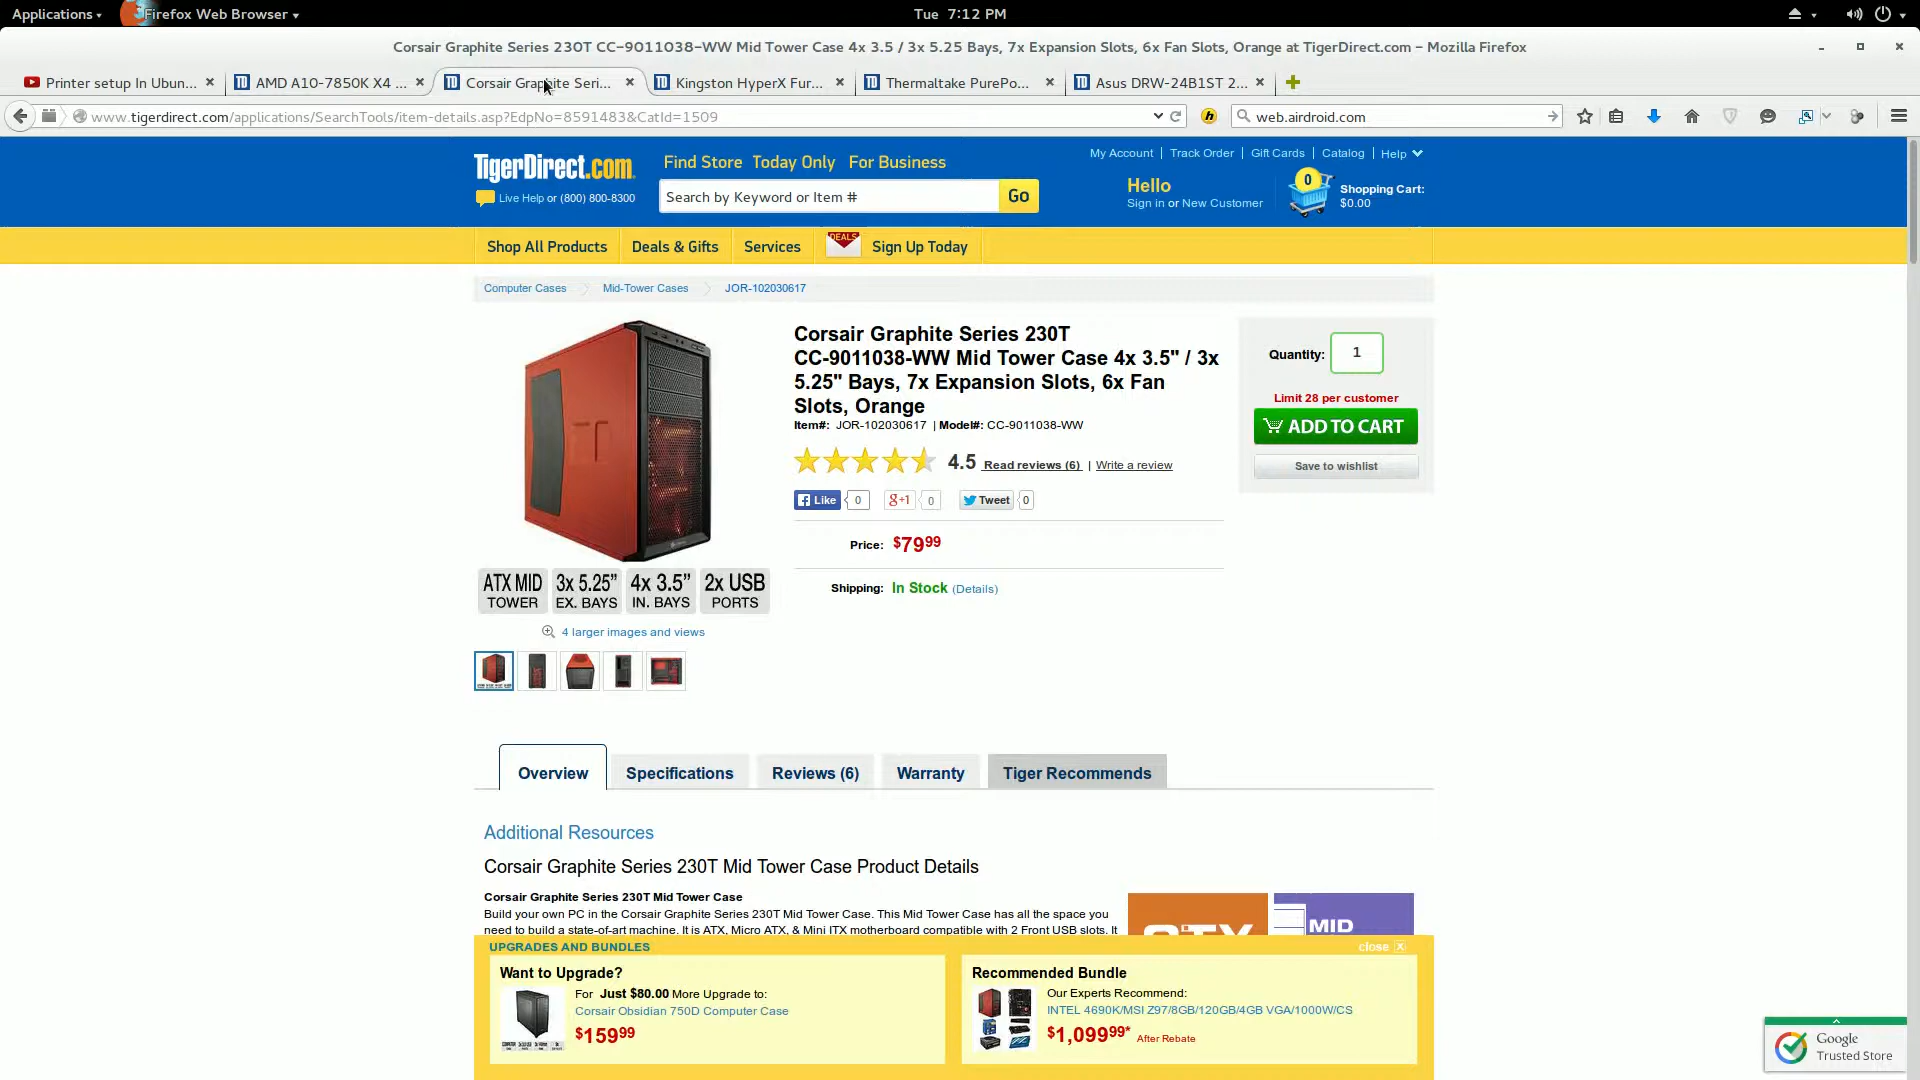 Applications
Firefox Web Browser
Tue 7:12 PM
Corsair Graphite Series 230T CC-9011038-WW Mid Tower Case 4x 3.5 / 3x 5.25 Bays, 7x Expansion Slots, 6x Fan Slots, Orange at TigerDirect.com - Mozilla Firefox
Printer setup In Ubun...
AMD A10-7850K X4 ...
Corsair Graphite Seri...
Kingston HyperX Fur...
Thermaltake PurePo...
Asus DRW-24B1ST 2...
www.tigerdirect.com/applications/SearchTools/item-details.asp?EdpNo=8591483&CatId=1509
web.airdroid.com
TigerDirect.com
Find Store Today Only For Business
My Account | Track Order | Gift Cards | Catalog | Help
Live Help or (800) 800-8300
Search by Keyword or Item #
Go
Hello
Sign in or New Customer
0
Shopping Cart:
$0.00
Shop All Products
Deals & Gifts
Services
DEALS
Sign Up Today
Computer Cases
Mid-Tower Cases
JOR-102030617
Corsair Graphite Series 230T
CC-9011038-WW Mid Tower Case 4x 3.5" / 3x
5.25" Bays, 7x Expansion Slots, 6x Fan
Slots, Orange
Item#: JOR-102030617 | Model#: CC-9011038-WW
4.5 Read reviews (6) | Write a review
Like 0
g+1 0
Tweet 0
Price: $79.99
Shipping: In Stock (Details)
Quantity: 1
Limit 28 per customer
ADD TO CART
Save to wishlist
ATX MID
TOWER
3x 5.25”
EX. BAYS
4x 3.5”
IN. BAYS
2x USB
PORTS
4 larger images and views
Overview
Specifications
Reviews (6)
Warranty
Tiger Recommends
Additional Resources
Corsair Graphite Series 230T Mid Tower Case Product Details
Corsair Graphite Series 230T Mid Tower Case
Build your own PC in the Corsair Graphite Series 230T Mid Tower Case. This Mid Tower Case has all the space you
need to build a state-of-art machine. It is ATX, Micro ATX, & Mini ITX motherboard compatible with 2 Front USB slots. It
ATX
MID
UPGRADES AND BUNDLES
close X
Want to Upgrade?
For Just $80.00 More Upgrade to:
Corsair Obsidian 750D Computer Case
$159.99
Recommended Bundle
Our Experts Recommend:
INTEL 4690K/MSI Z97/8GB/120GB/4GB VGA/1000W/CS
$1,099.99* After Rebate
Google
Trusted Store